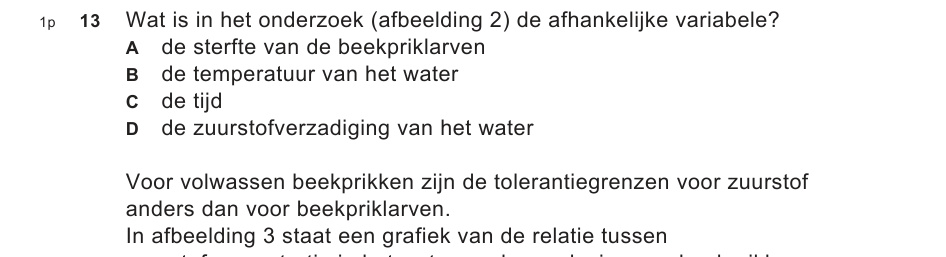 1p 13 Wat is in het onderzoek (afbeelding 2) de afhankelijke variabele?
A de sterfte van de beekpriklarven
B de temperatuur van het water
C de tijd
D de zuurstofverzadiging van het water
Voor volwassen beekprikken zijn de tolerantiegrenzen voor zuurstof
anders dan voor beekpriklarven.
In afbeelding 3 staat een grafiek van de relatie tussen